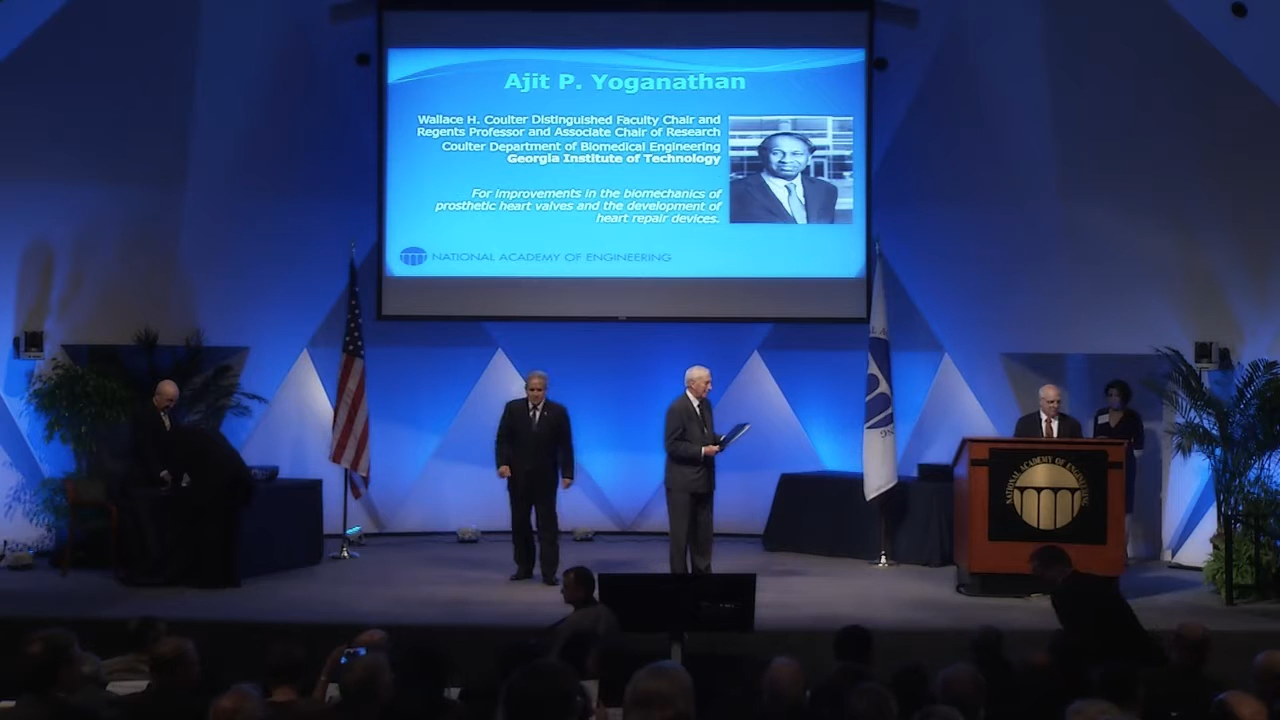 Ajit P. Yoganathan
Wallace H. Coulter Distinguished Faculty Chair and
Regents Professor and Associate Chair of Research
Coulter Department of Biomedical Engineering
Georgia Institute of Technology
For improvements in the biomechanics of
prosthetic heart valves and the development of
heart repair devices.
NATIONAL ACADEMY OF ENGINEERING
NATIONAL ACADEMY OF ENGINEERING